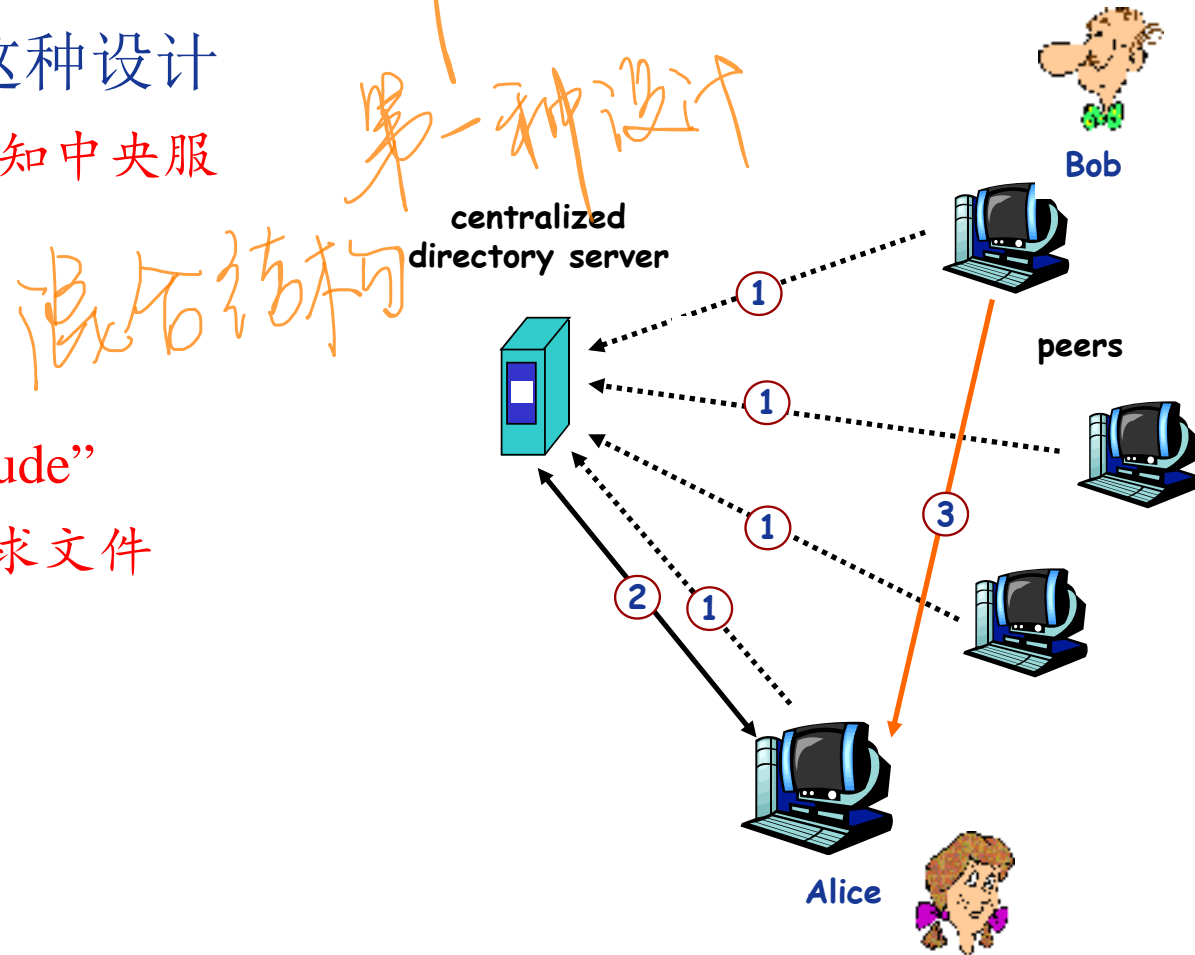 这种设计
第一种设计
知中央服
混合结构
centralized
directory server
Bob
1
peers
1
ude”
求文件
1
3
2
1
Alice